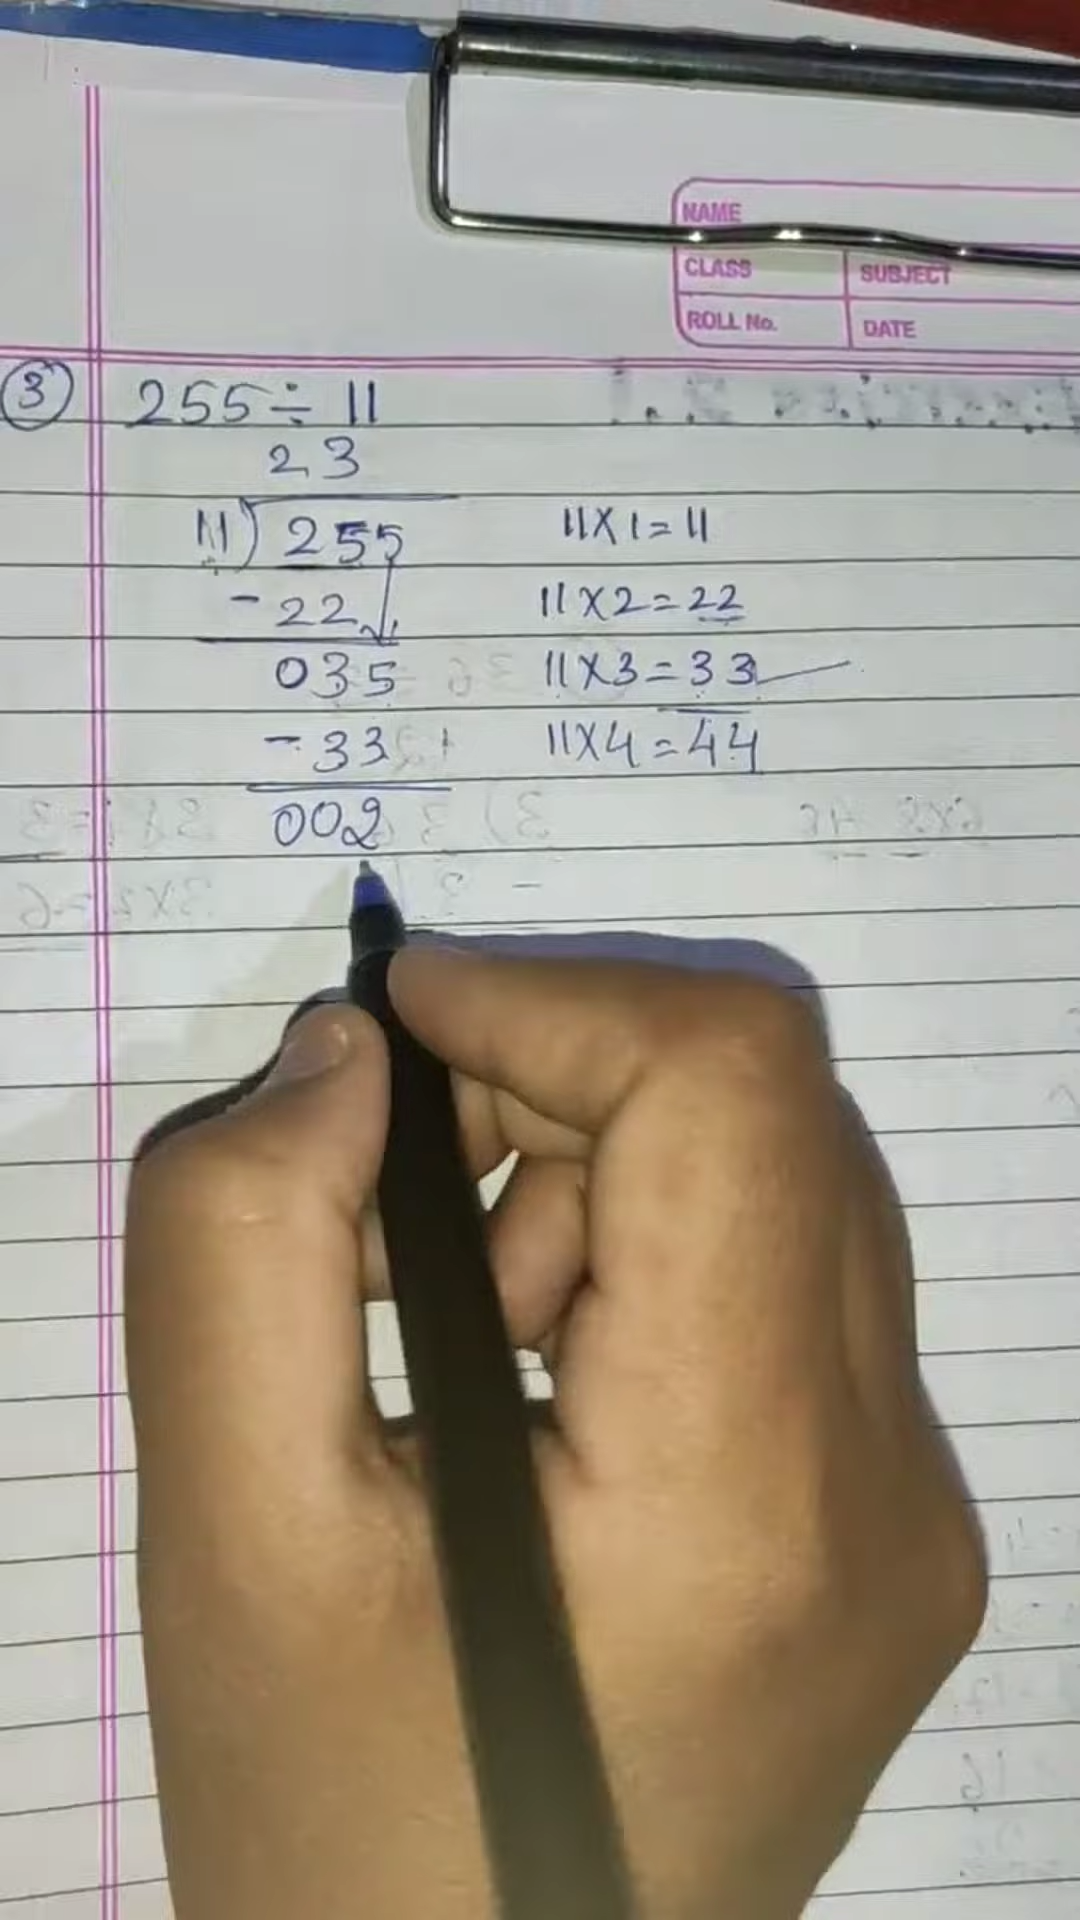 NAME
CLASS SUBJECT
ROLL No. DATE
3 255 ÷ 11
23
11) 255 11×1=11
-22 11×2=22
035 11×3=33
-33 11×4=44
002